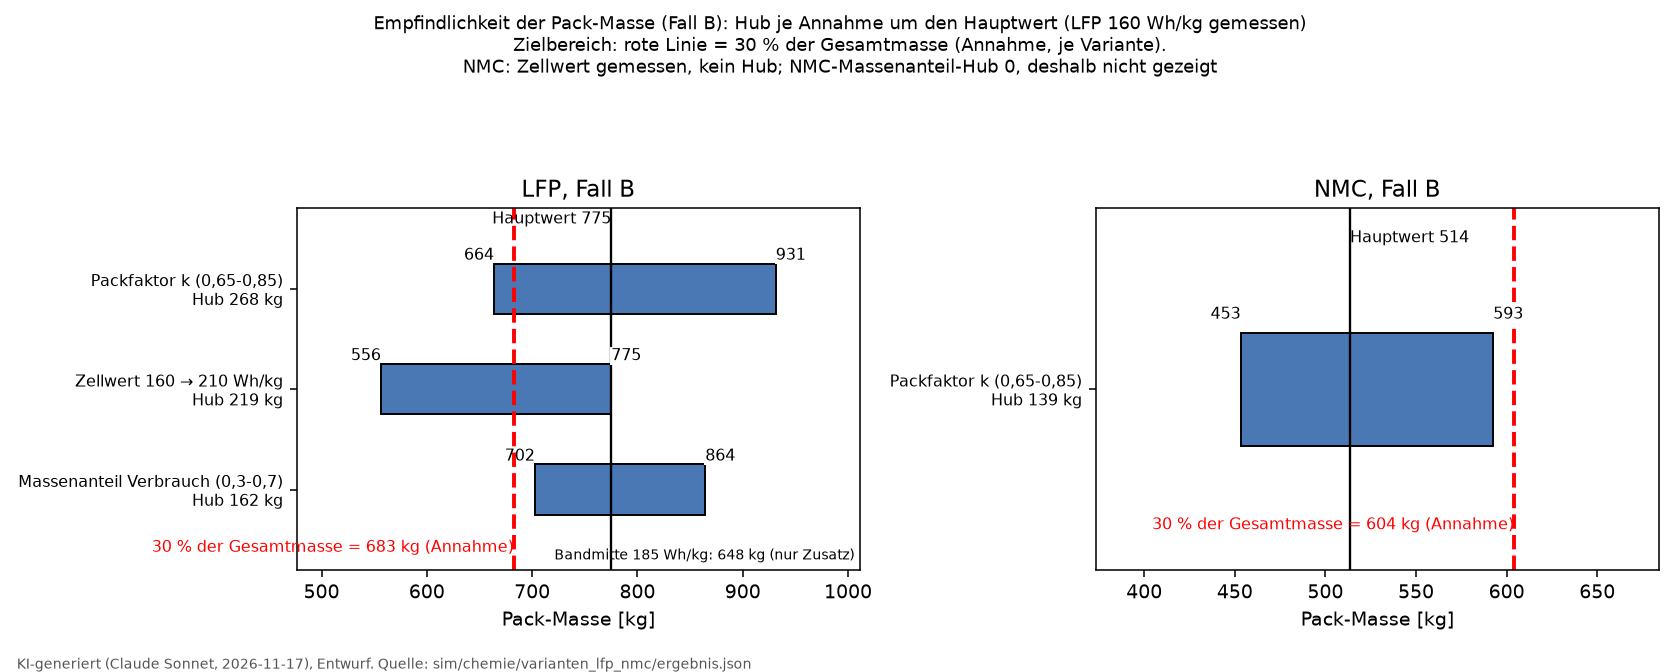 Empfindlichkeit der Pack-Masse (Fall B): Hub je Annahme um den Hauptwert (LFP 160 Wh/kg gemessen)
Zielbereich: rote Linie = 30 % der Gesamtmasse (Annahme, je Variante).
NMC: Zellwert gemessen, kein Hub; NMC-Massenanteil-Hub 0, deshalb nicht gezeigt
LFP, Fall B
Hauptwert 775
664
931
Packfaktor k (0,65-0,85)
Hub 268 kg
556
775
Zellwert 160 → 210 Wh/kg
Hub 219 kg
702
864
Massenanteil Verbrauch (0,3-0,7)
Hub 162 kg
30 % der Gesamtmasse = 683 kg (Annahme)
Bandmitte 185 Wh/kg: 648 kg (nur Zusatz)
500 600 700 800 900 1000
Pack-Masse [kg]
NMC, Fall B
Hauptwert 514
453
593
Packfaktor k (0,65-0,85)
Hub 139 kg
30 % der Gesamtmasse = 604 kg (Annahme)
400 450 500 550 600 650
Pack-Masse [kg]
KI-generiert (Claude Sonnet, 2026-11-17), Entwurf. Quelle: sim/chemie/varianten_lfp_nmc/ergebnis.json